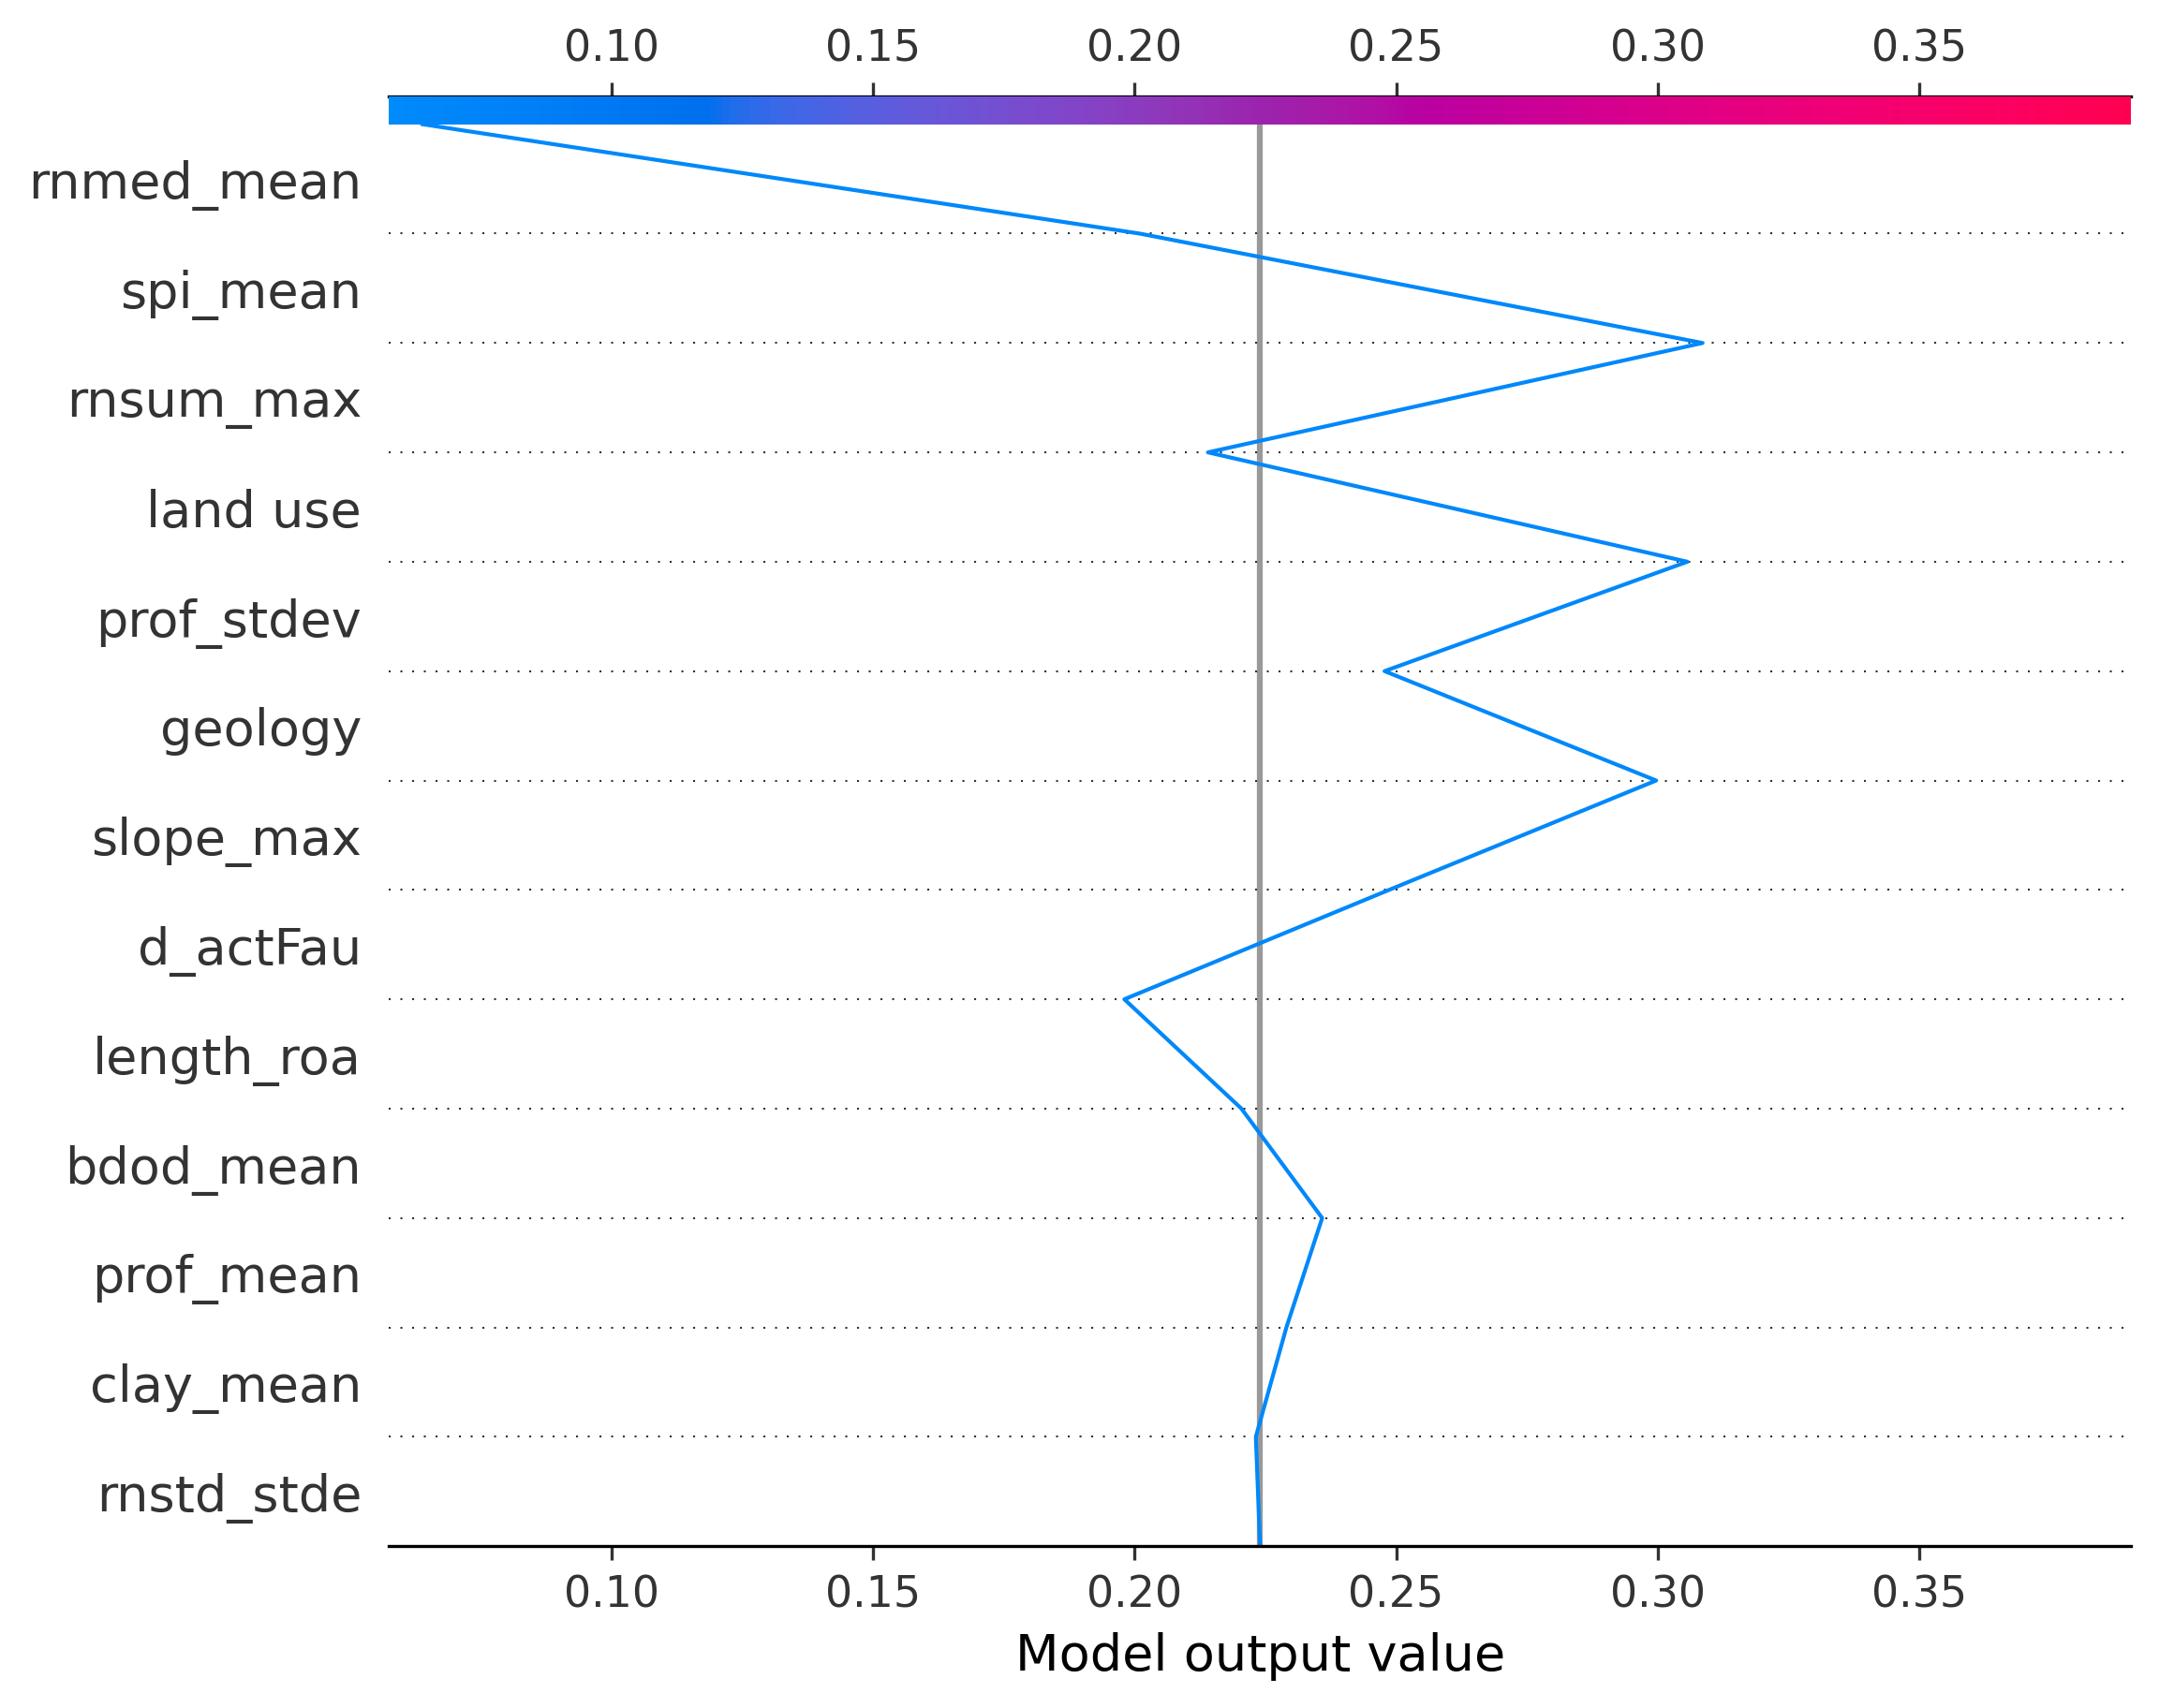 0.10 0.15 0.20 0.25 0.30 0.35
rnmed_mean
spi_mean
rnsum_max
land use
prof_stdev
geology
slope_max
d_actFau
length_roa
bdod_mean
prof_mean
clay_mean
rnstd_stde
0.10 0.15 0.20 0.25 0.30 0.35
Model output value